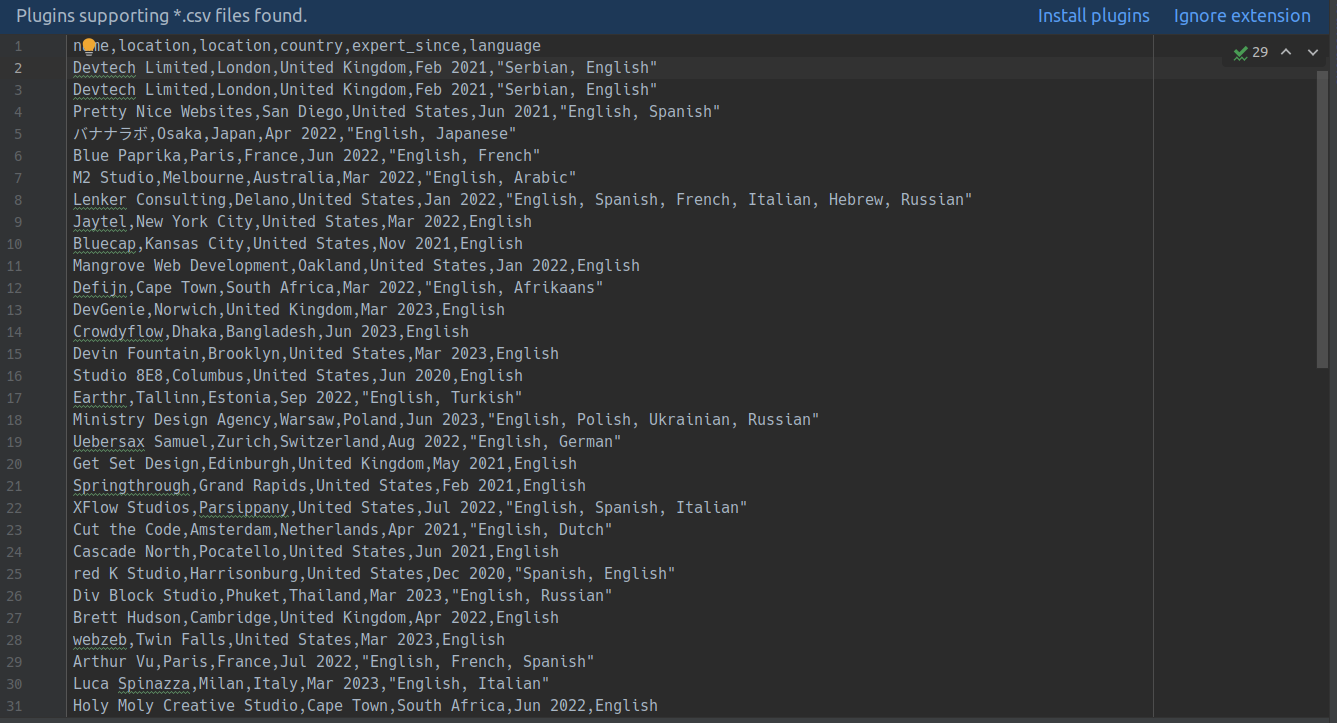 Plugins supporting *.csv files found. Install plugins Ignore extension
1 name,location,location,country,expert_since,language
29
2 Devtech Limited,London,United Kingdom,Feb 2021,"Serbian, English"
3 Devtech Limited,London,United Kingdom,Feb 2021,"Serbian, English"
4 Pretty Nice Websites,San Diego,United States,Jun 2021,"English, Spanish"
5 バナナラボ,Osaka,Japan,Apr 2022,"English, Japanese"
6 Blue Paprika,Paris,France,Jun 2022,"English, French"
7 M2 Studio,Melbourne,Australia,Mar 2022,"English, Arabic"
8 Lenker Consulting,Delano,United States,Jan 2022,"English, Spanish, French, Italian, Hebrew, Russian"
9 Jaytel,New York City,United States,Mar 2022,English
10 Bluecap,Kansas City,United States,Nov 2021,English
11 Mangrove Web Development,Oakland,United States,Jan 2022,English
12 Defijn,Cape Town,South Africa,Mar 2022,"English, Afrikaans"
13 DevGenie,Norwich,United Kingdom,Mar 2023,English
14 Crowdyflow,Dhaka,Bangladesh,Jun 2023,English
15 Devin Fountain,Brooklyn,United States,Mar 2023,English
16 Studio 8E8,Columbus,United States,Jun 2020,English
17 Earthr,Tallinn,Estonia,Sep 2022,"English, Turkish"
18 Ministry Design Agency,Warsaw,Poland,Jun 2023,"English, Polish, Ukrainian, Russian"
19 Uebersax Samuel,Zurich,Switzerland,Aug 2022,"English, German"
20 Get Set Design,Edinburgh,United Kingdom,May 2021,English
21 Springthrough,Grand Rapids,United States,Feb 2021,English
22 XFlow Studios,Parsippany,United States,Jul 2022,"English, Spanish, Italian"
23 Cut the Code,Amsterdam,Netherlands,Apr 2021,"English, Dutch"
24 Cascade North,Pocatello,United States,Jun 2021,English
25 red K Studio,Harrisonburg,United States,Dec 2020,"Spanish, English"
26 Div Block Studio,Phuket,Thailand,Mar 2023,"English, Russian"
27 Brett Hudson,Cambridge,United Kingdom,Apr 2022,English
28 webzeb,Twin Falls,United States,Mar 2023,English
29 Arthur Vu,Paris,France,Jul 2022,"English, French, Spanish"
30 Luca Spinazza,Milan,Italy,Mar 2023,"English, Italian"
31 Holy Moly Creative Studio,Cape Town,South Africa,Jun 2022,English